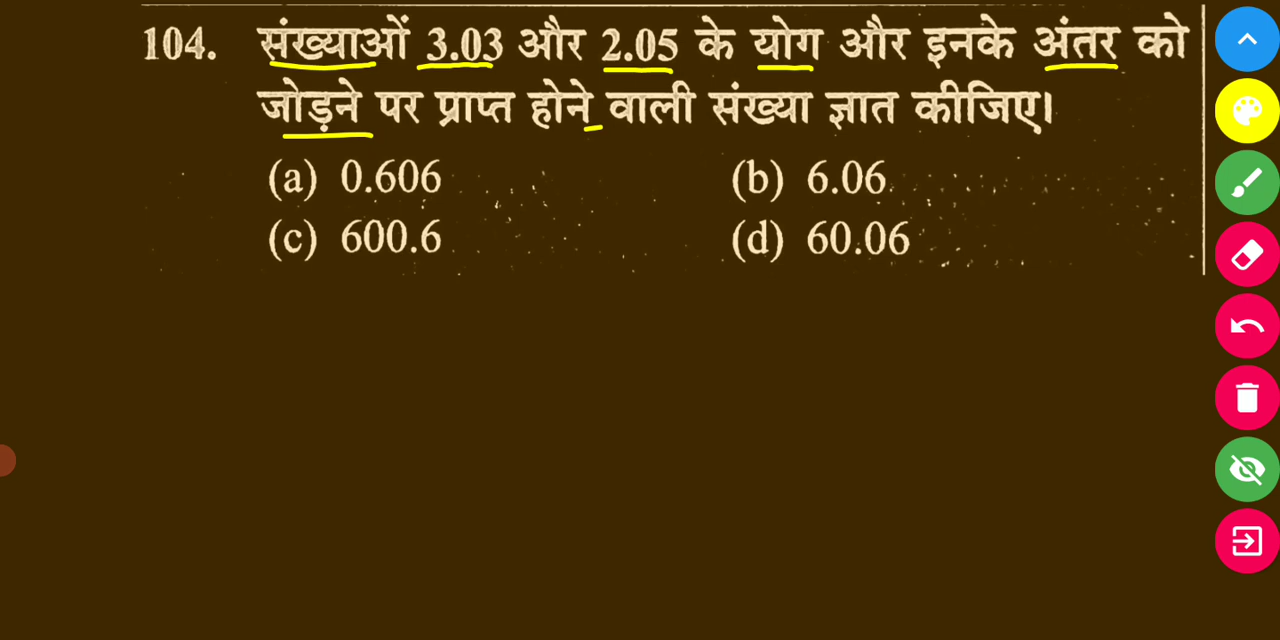 104. संख्याओं 3.03 और 2.05 के योग और इनके अंतर को
जोड़ने पर प्राप्त होने वाली संख्या ज्ञात कीजिए।
(a) 0.606 (b) 6.06
(c) 600.6 (d) 60.06